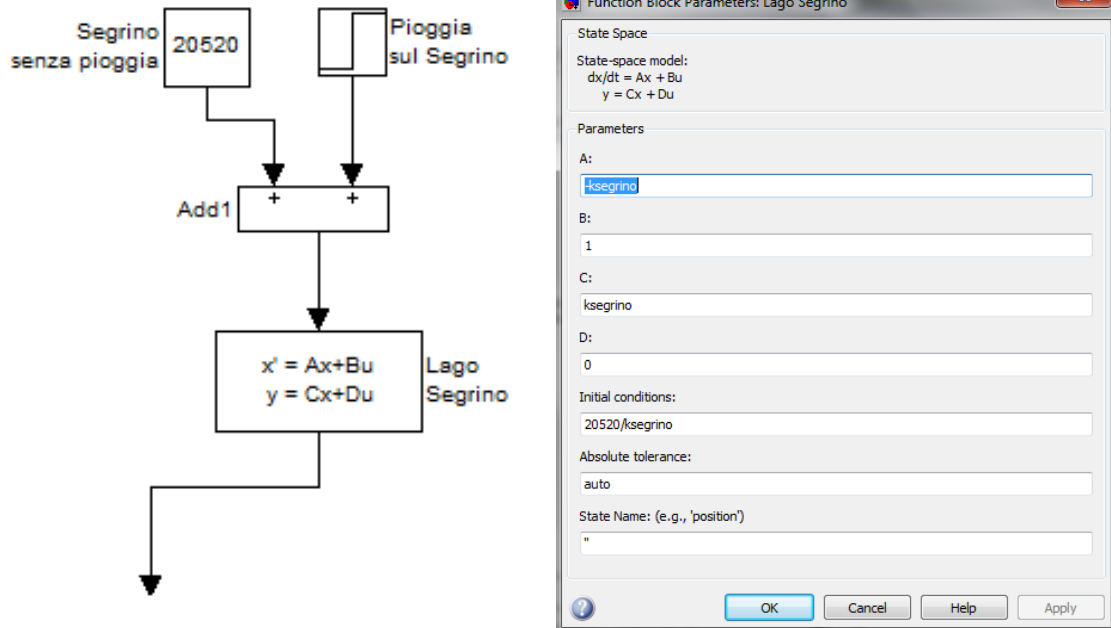 Segrino
senza pioggia
20520
Pioggia
sul Segrino
Add1
+ +
x' = Ax+Bu
y = Cx+Du
Lago
Segrino
Function Block Parameters: Lago Segrino
State Space
State-space model:
dx/dt = Ax + Bu
y = Cx + Du
Parameters
A:
-ksegrino
B:
1
C:
ksegrino
D:
0
Initial conditions:
20520/ksegrino
Absolute tolerance:
auto
State Name: (e.g., 'position')
''
? OK Cancel Help Apply